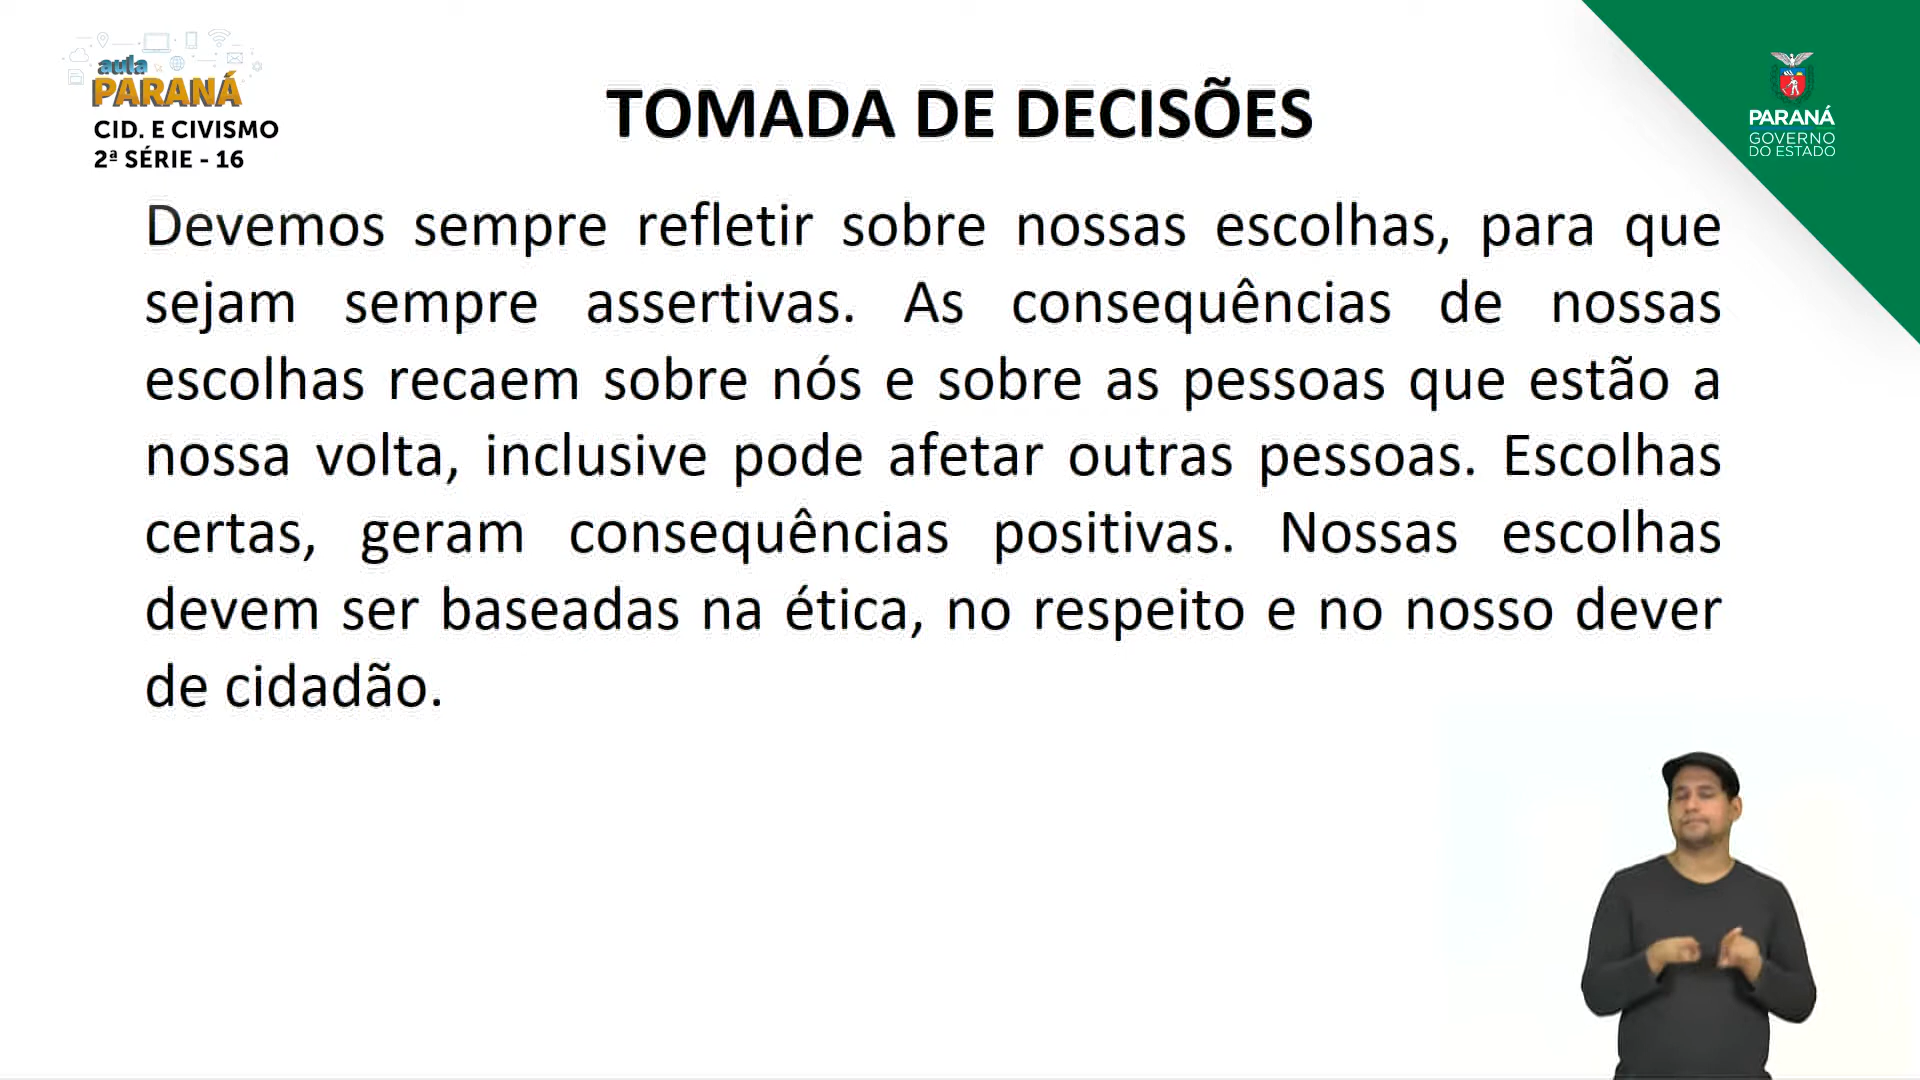 aula
PARANÁ
CID. E CIVISMO
2ª SÉRIE - 16
TOMADA DE DECISÕES
PARANÁ
GOVERNO
DO ESTADO
Devemos sempre refletir sobre nossas escolhas, para que
sejam sempre assertivas. As consequências de nossas
escolhas recaem sobre nós e sobre as pessoas que estão a
nossa volta, inclusive pode afetar outras pessoas. Escolhas
certas, geram consequências positivas. Nossas escolhas
devem ser baseadas na ética, no respeito e no nosso dever
de cidadão.